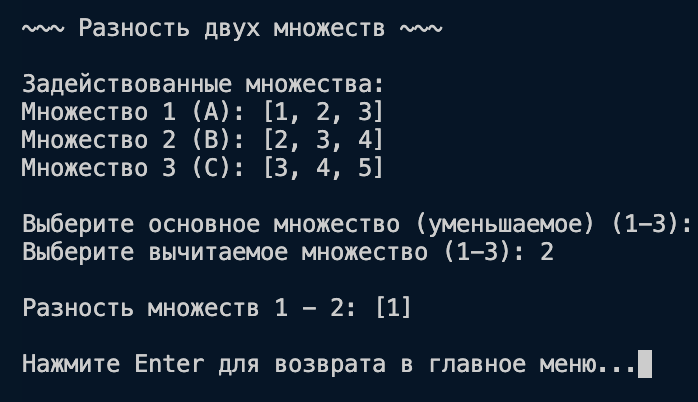 ~~~ Разность двух множеств ~~~
Задействованные множества:
Множество 1 (A): [1, 2, 3]
Множество 2 (B): [2, 3, 4]
Множество 3 (C): [3, 4, 5]
Выберите основное множество (уменьшаемое) (1–3):
Выберите вычитаемое множество (1–3): 2
Разность множеств 1 – 2: [1]
Нажмите Enter для возврата в главное меню...